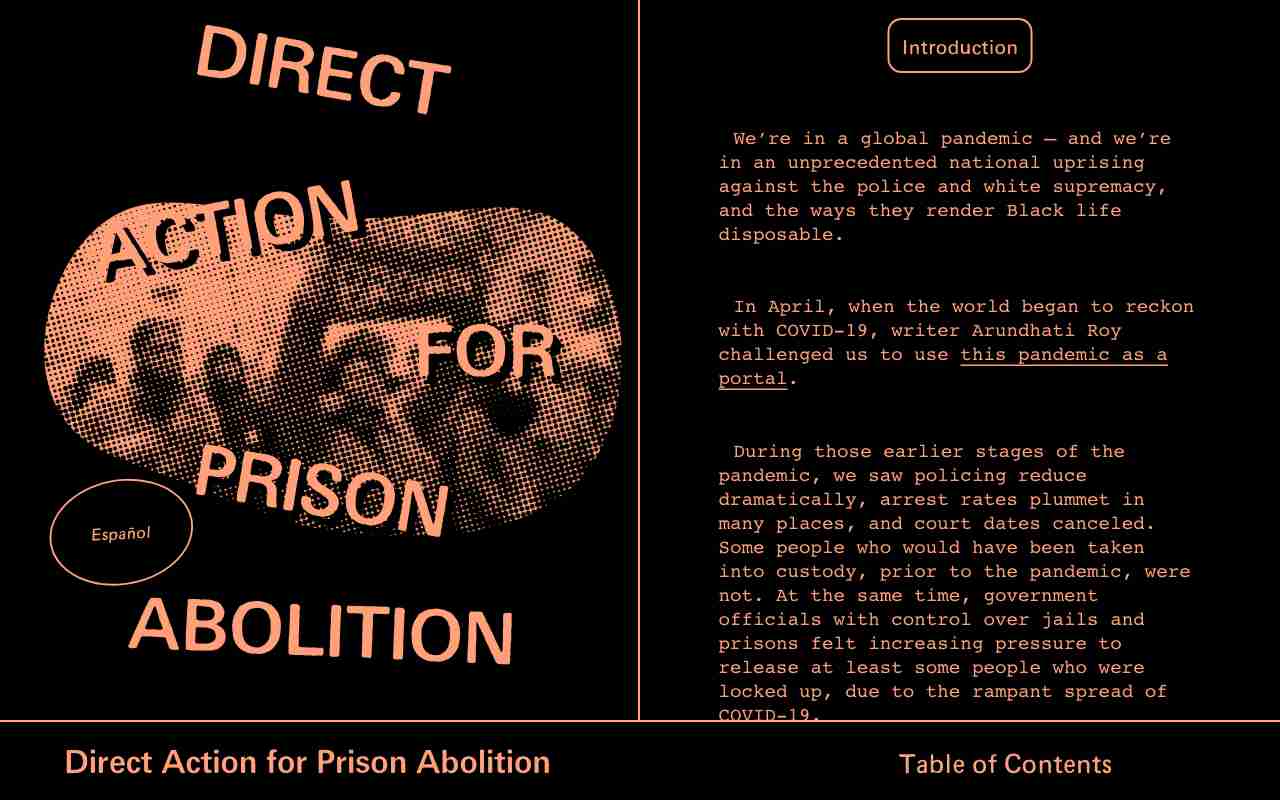 DIRECT
ACTION
FOR
PRISON
Español
ABOLITION
Introduction
We’re in a global pandemic — and we’re
in an unprecedented national uprising
against the police and white supremacy,
and the ways they render Black life
disposable.
In April, when the world began to reckon
with COVID-19, writer Arundhati Roy
challenged us to use this pandemic as a
portal.
During those earlier stages of the
pandemic, we saw policing reduce
dramatically, arrest rates plummet in
many places, and court dates canceled.
Some people who would have been taken
into custody, prior to the pandemic, were
not. At the same time, government
officials with control over jails and
prisons felt increasing pressure to
release at least some people who were
locked up, due to the rampant spread of
COVID-19.
Direct Action for Prison Abolition
Table of Contents